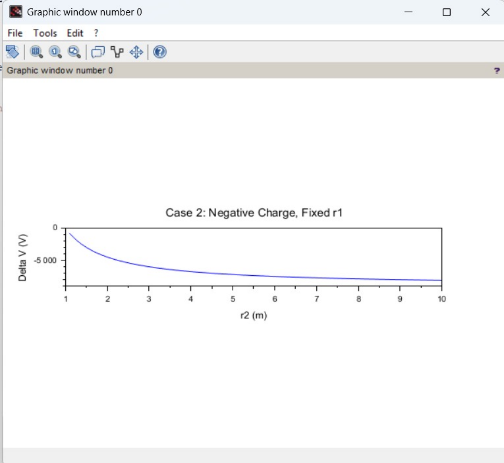 Graphic window number 0
File Tools Edit ?
Graphic window number 0
?
Case 2: Negative Charge, Fixed r1
Delta V (V)
0
-5 000
1 2 3 4 5 6 7 8 9 10
r2 (m)